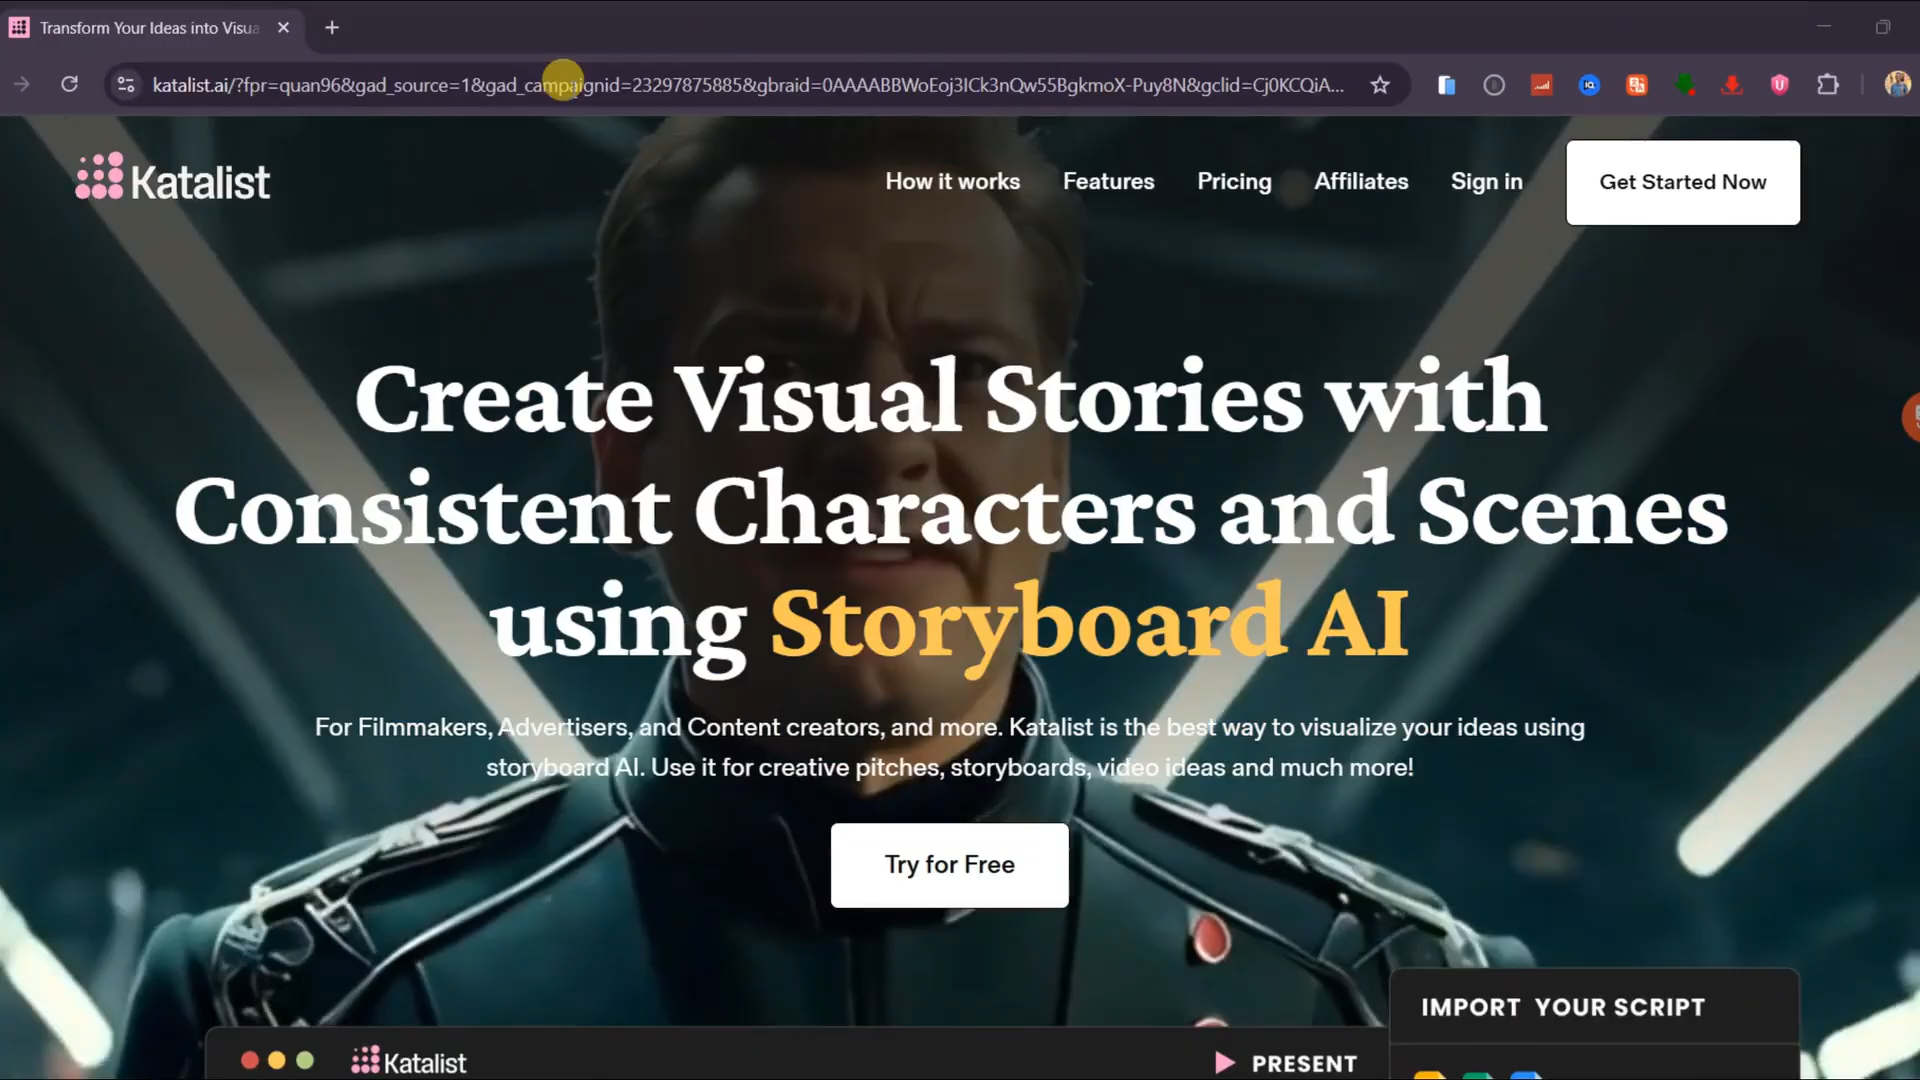 Transform Your Ideas into Visua
katalist.ai/?fpr=quan96&gad_source=1&gad_campaignid=23297875885&gbraid=0AAAABBWoEoj3ICk3nQw55BgkmoX-Puy8N&gclid=Cj0KCQiA...
Katalist
How it works
Features
Pricing
Affiliates
Sign in
Get Started Now
Create Visual Stories with
Consistent Characters and Scenes
using Storyboard AI
For Filmmakers, Advertisers, and Content creators, and more. Katalist is the best way to visualize your ideas using
storyboard AI. Use it for creative pitches, storyboards, video ideas and much more!
Try for Free
IMPORT YOUR SCRIPT
Katalist
PRESENT